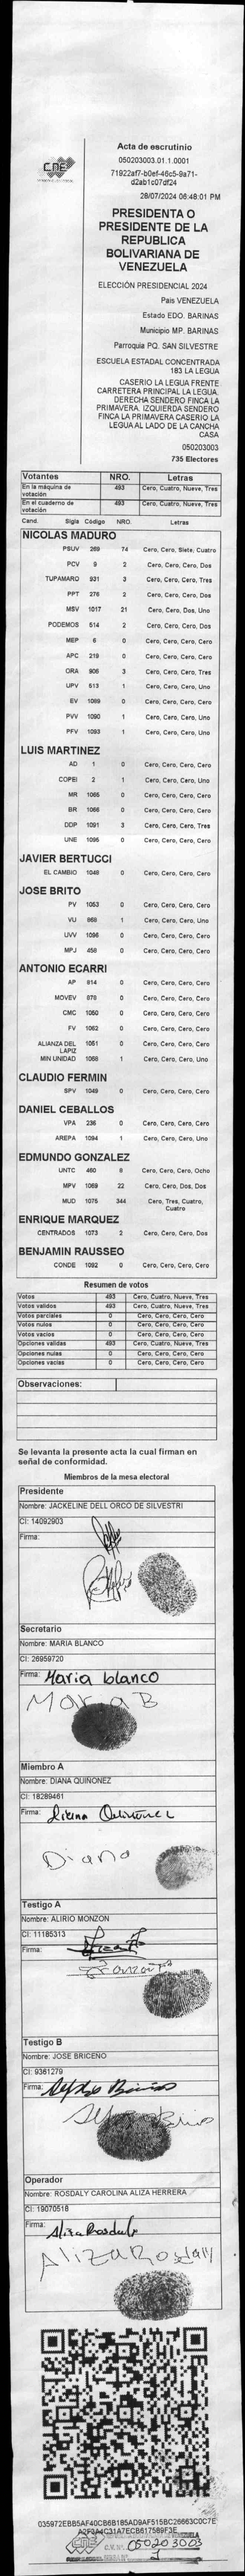 CNE
Acta de escrutinio
050203003.01.1.0001
71922af7-b0ef-46c5-9a71-
d2ab1c07df24
28/07/2024 06:48:01 PM
PRESIDENTA O
PRESIDENTE DE LA
REPUBLICA
BOLIVARIANA DE
VENEZUELA
ELECCIÓN PRESIDENCIAL 2024
Pais VENEZUELA
Estado EDO. BARINAS
Municipio MP. BARINAS
Parroquia PQ. SAN SILVESTRE
ESCUELA ESTADAL CONCENTRADA
183 LA LEGUA
CASERIO LA LEGUA FRENTE
CARRETERA PRINCIPAL LA LEGUA.
DERECHA SENDERO FINCA LA
PRIMAVERA. IZQUIERDA SENDERO
FINCA LA PRIMAVERA CASERIO LA
LEGUA AL LADO DE LA CANCHA
CASA
050203003
735 Electores
Votantes NRO. Letras
En la máquina de votación 493 Cero, Cuatro, Nueve, Tres
En el cuaderno de votación 493 Cero, Cuatro, Nueve, Tres
Cand. Sigla Código NRO. Letras
NICOLAS MADURO
PSUV 269 74 Cero, Cero, Siete, Cuatro
PCV 9 2 Cero, Cero, Cero, Dos
TUPAMARO 931 3 Cero, Cero, Cero, Tres
PPT 276 2 Cero, Cero, Cero, Dos
MSV 1017 21 Cero, Cero, Dos, Uno
PODEMOS 514 2 Cero, Cero, Cero, Dos
MEP 6 0 Cero, Cero, Cero, Cero
APC 219 0 Cero, Cero, Cero, Cero
ORA 906 3 Cero, Cero, Cero, Tres
UPV 513 1 Cero, Cero, Cero, Uno
EV 1089 0 Cero, Cero, Cero, Cero
PVV 1090 1 Cero, Cero, Cero, Uno
PFV 1093 1 Cero, Cero, Cero, Uno
LUIS MARTINEZ
AD 1 0 Cero, Cero, Cero, Cero
COPEI 2 1 Cero, Cero, Cero, Uno
MR 1065 0 Cero, Cero, Cero, Cero
BR 1066 0 Cero, Cero, Cero, Cero
DDP 1091 3 Cero, Cero, Cero, Tres
UNE 1095 0 Cero, Cero, Cero, Cero
JAVIER BERTUCCI
EL CAMBIO 1048 0 Cero, Cero, Cero, Cero
JOSE BRITO
PV 1053 0 Cero, Cero, Cero, Cero
VU 868 1 Cero, Cero, Cero, Uno
UVV 1096 0 Cero, Cero, Cero, Cero
MPJ 458 0 Cero, Cero, Cero, Cero
ANTONIO ECARRI
AP 814 0 Cero, Cero, Cero, Cero
MOVEV 878 0 Cero, Cero, Cero, Cero
CMC 1050 0 Cero, Cero, Cero, Cero
FV 1062 0 Cero, Cero, Cero, Cero
ALIANZA DEL LÁPIZ 1051 0 Cero, Cero, Cero, Cero
MIN UNIDAD 1068 1 Cero, Cero, Cero, Uno
CLAUDIO FERMIN
SPV 1049 0 Cero, Cero, Cero, Cero
DANIEL CEBALLOS
VPA 236 0 Cero, Cero, Cero, Cero
AREPA 1094 1 Cero, Cero, Cero, Uno
EDMUNDO GONZALEZ
UNTC 460 8 Cero, Cero, Cero, Ocho
MPV 1069 22 Cero, Cero, Dos, Dos
MUD 1075 344 Cero, Tres, Cuatro, Cuatro
ENRIQUE MARQUEZ
CENTRADOS 1073 2 Cero, Cero, Cero, Dos
BENJAMIN RAUSSEO
CONDE 1092 0 Cero, Cero, Cero, Cero
Resumen de votos
Votos 493 Cero, Cuatro, Nueve, Tres
Votos validos 493 Cero, Cuatro, Nueve, Tres
Votos parciales 0 Cero, Cero, Cero, Cero
Votos nulos 0 Cero, Cero, Cero, Cero
Votos vacios 0 Cero, Cero, Cero, Cero
Opciones validas 493 Cero, Cuatro, Nueve, Tres
Opciones nulas 0 Cero, Cero, Cero, Cero
Opciones vacias 0 Cero, Cero, Cero, Cero
Observaciones:
Se levanta la presente acta la cual firman en
señal de conformidad.
Miembros de la mesa electoral
Presidente
Nombre: JACKELINE DELL ORCO DE SILVESTRI
CI: 14092903
Firma:
Secretario
Nombre: MARIA BLANCO
CI: 26959720
Firma: Maria blanco
Maria B
Miembro A
Nombre: DIANA QUIÑONEZ
CI: 18289461
Firma: Diana Quiñonez
Diana
Testigo A
Nombre: ALIRIO MONZON
CI: 11185313
Firma:
Testigo B
Nombre: JOSE BRICEÑO
CI: 9361279
Firma:
Operador
Nombre: ROSDALY CAROLINA ALIZA HERRERA
CI: 19070518
Firma: Aliza Rosdaly
Aliza Rosdaly
035972EBB5AF40CB6B185AD9AF515BC26663C0C7E
A2F0A4C31A7ECB617589F3E
CNE
C.V. N°. 050203003
1